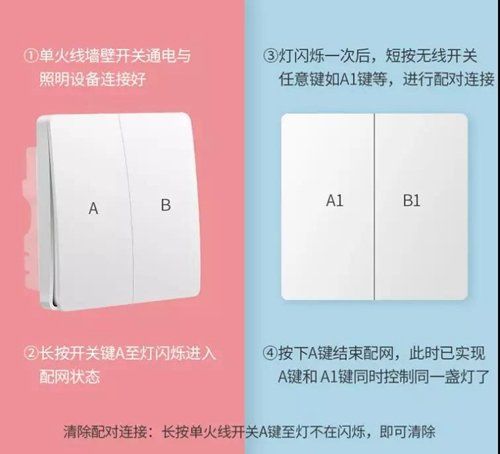 ①单火线墙壁开关通电与
照明设备连接好
A
B
②长按开关键A至灯闪烁进入
配网状态
③灯闪烁一次后，短按无线开关
任意键如A1键等，进行配对连接
A1
B1
④按下A键结束配网，此时已实现
A键和 A1键同时控制同一盏灯了
清除配对连接：长按单火线开关A键至灯不在闪烁，即可清除